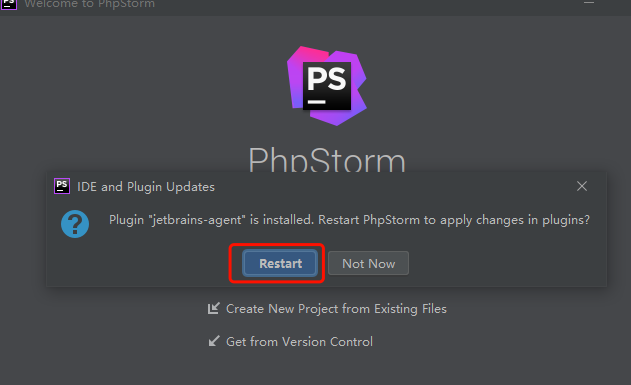 PS
Welcome to PhpStorm
PS
PhpStorm
PS
IDE and Plugin Updates
?
Plugin "jetbrains-agent" is installed. Restart PhpStorm to apply changes in plugins?
Restart
Not Now
Create New Project from Existing Files
Get from Version Control